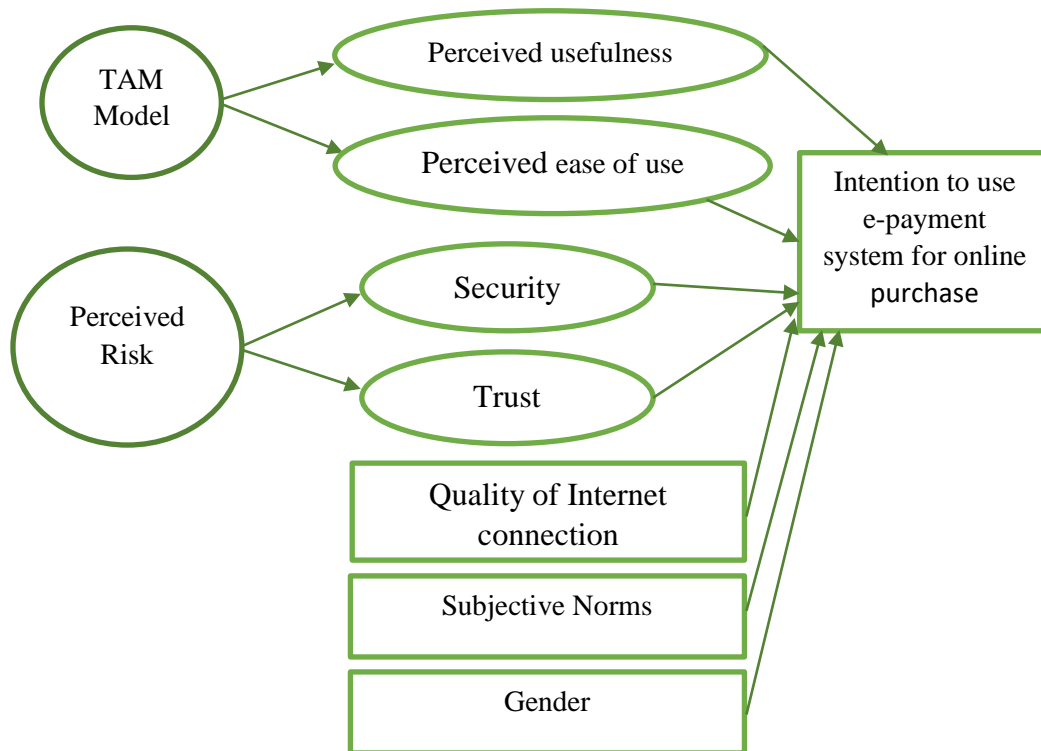 TAM
Model
Perceived usefulness
Perceived ease of use
Intention to use
e-payment
system for online
purchase
Perceived
Risk
Security
Trust
Quality of Internet
connection
Subjective Norms
Gender